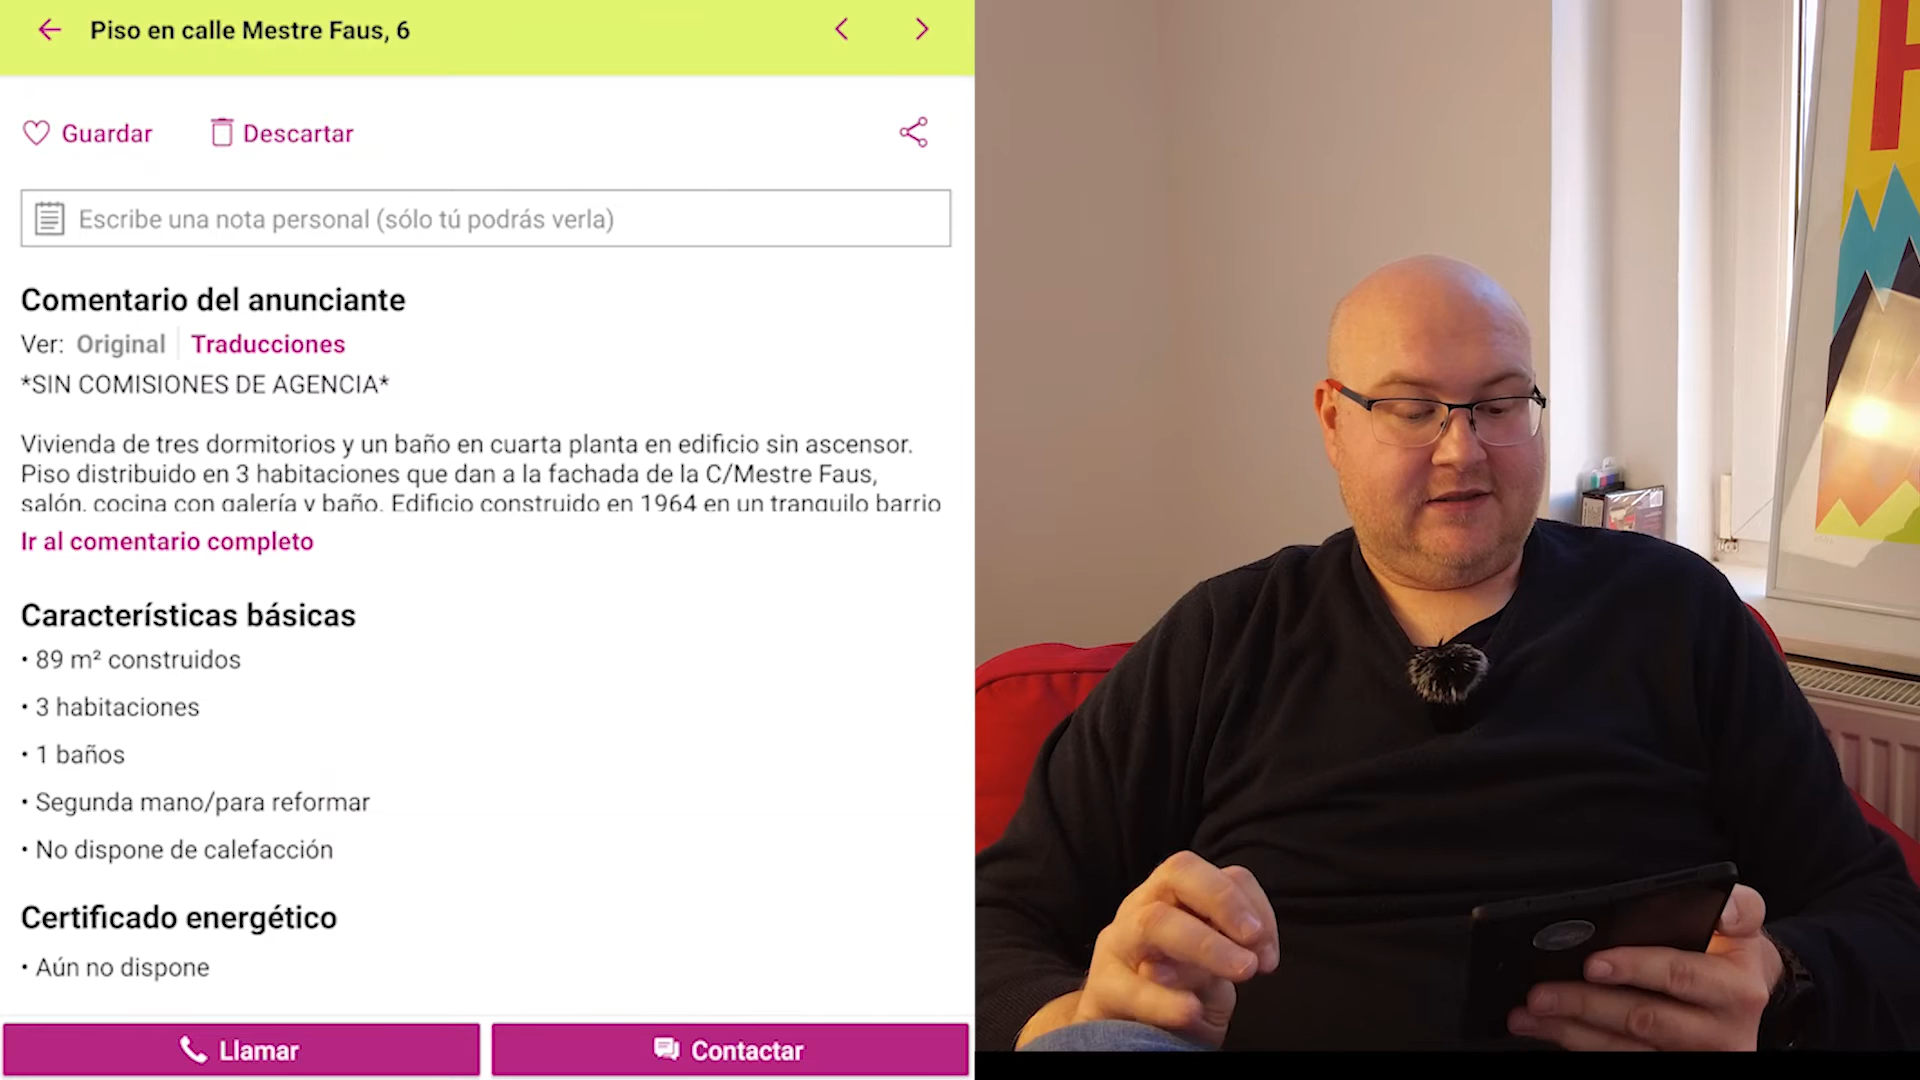 Piso en calle Mestre Faus, 6
Guardar Descartar
Escribe una nota personal (sólo tú podrás verla)
Comentario del anunciante
Ver: Original Traducciones
*SIN COMISIONES DE AGENCIA*
Vivienda de tres dormitorios y un baño en cuarta planta en edificio sin ascensor.
Piso distribuido en 3 habitaciones que dan a la fachada de la C/Mestre Faus,
salón, cocina con galería y baño. Edificio construido en 1964 en un tranquilo barrio
Ir al comentario completo
Características básicas
• 89 m² construidos
• 3 habitaciones
• 1 baños
• Segunda mano/para reformar
• No dispone de calefacción
Certificado energético
• Aún no dispone
Llamar
Contactar